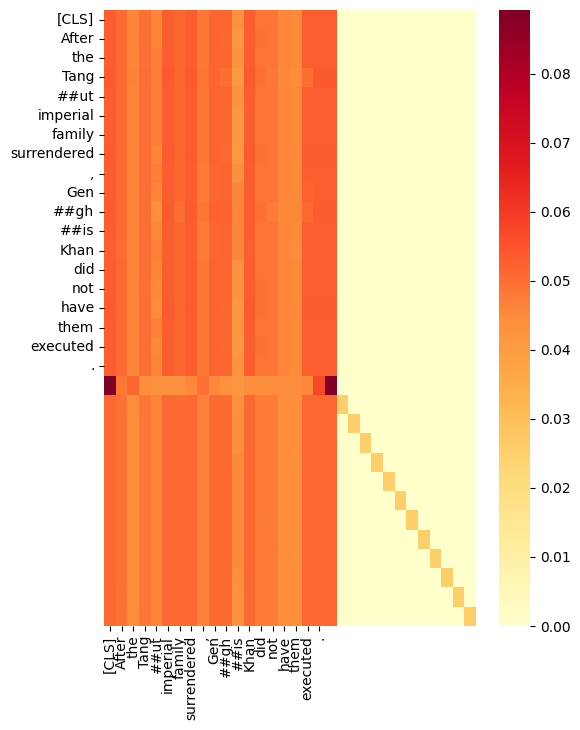 [CLS]
After
the
Tang
##ut
imperial
family
surrendered
,
Gen
##gh
##is
Khan
did
not
have
them
executed
.
0.08
0.07
0.06
0.05
0.04
0.03
0.02
0.01
0.00
[CLS]
After
the
Tang
##ut
imperial
family
surrendered
,
Gen
##gh
##is
Khan
did
not
have
them
executed
.